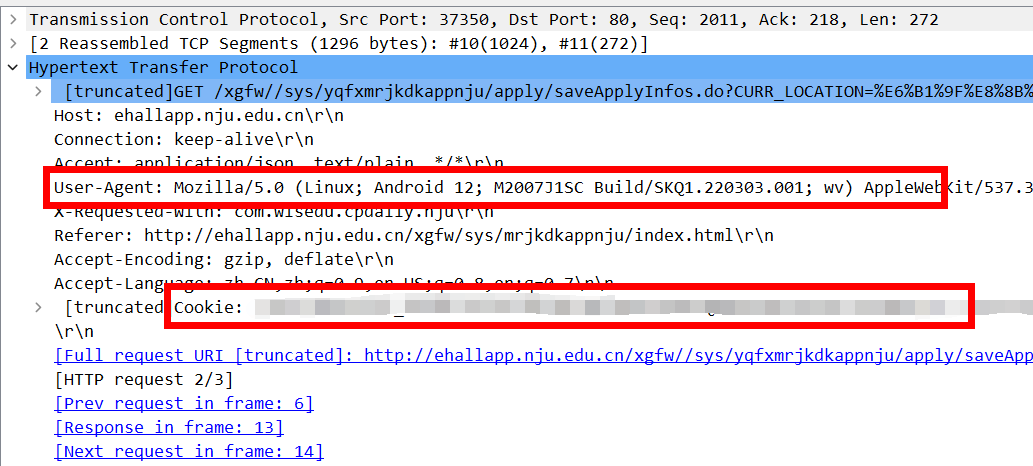 Transmission Control Protocol, Src Port: 37350, Dst Port: 80, Seq: 2011, Ack: 218, Len: 272
[2 Reassembled TCP Segments (1296 bytes): #10(1024), #11(272)]
Hypertext Transfer Protocol
[truncated]GET /xgfw//sys/yqfxmrjkdkappnju/apply/saveApplyInfos.do?CURR_LOCATION=%E6%B1%9F%E8%8B%
Host: ehallapp.nju.edu.cn\r\n
Connection: keep-alive\r\n
Accept: application/json, text/plain, */*\r\n
User-Agent: Mozilla/5.0 (Linux; Android 12; M2007J1SC Build/SKQ1.220303.001; wv) AppleWebKit/537.3
X-Requested-With: com.wisedu.cpdaily.nju\r\n
Referer: http://ehallapp.nju.edu.cn/xgfw/sys/mrjkdkappnju/index.html\r\n
Accept-Encoding: gzip, deflate\r\n
Accept-Language: zh-CN,zh;q=0.9,en-US;q=0.8,en;q=0.7\r\n
[truncated Cookie:
\r\n
[Full request URI [truncated]: http://ehallapp.nju.edu.cn/xgfw//sys/yqfxmrjkdkappnju/apply/saveApp
[HTTP request 2/3]
[Prev request in frame: 6]
[Response in frame: 13]
[Next request in frame: 14]